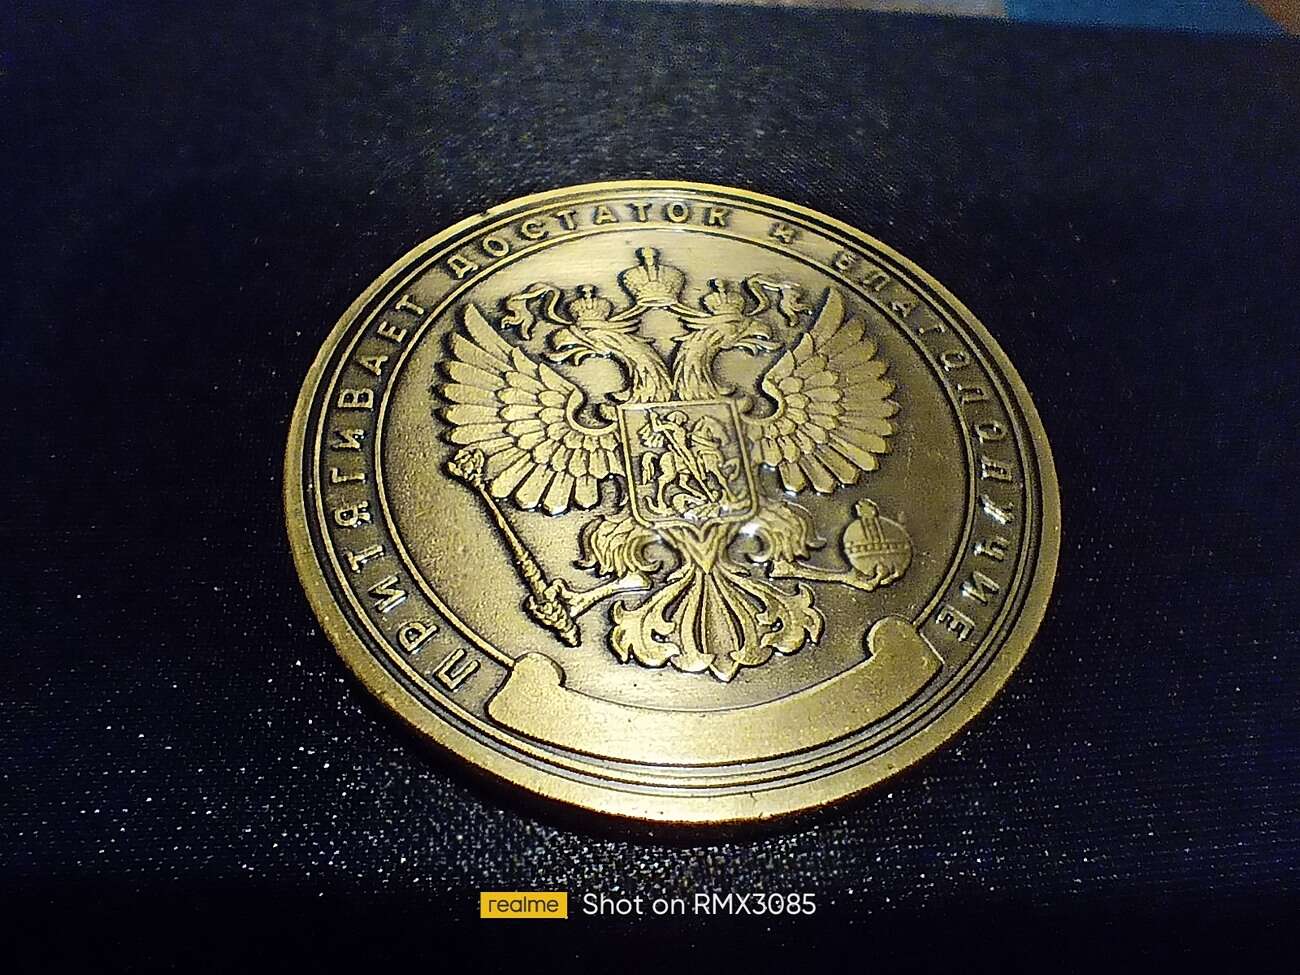 ПРИТЯГИВАЕТ ДОСТАТОК И БЛАГОПОЛУЧИЕ
realme Shot on RMX3085